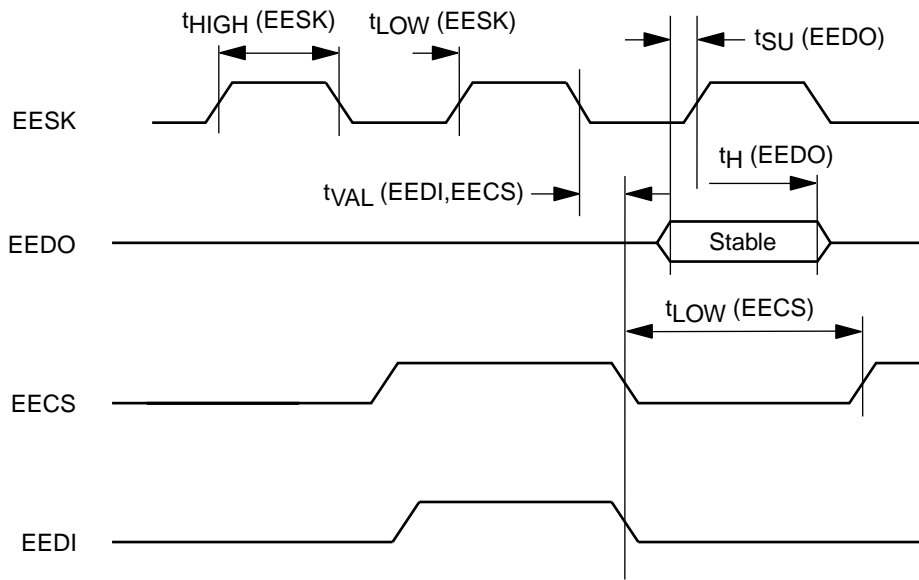 tHIGH (EESK)
tLOW (EESK)
tSU (EEDO)
EESK
tH (EEDO)
tVAL (EEDI,EECS)
EEDO
Stable
tLOW (EECS)
EECS
EEDI